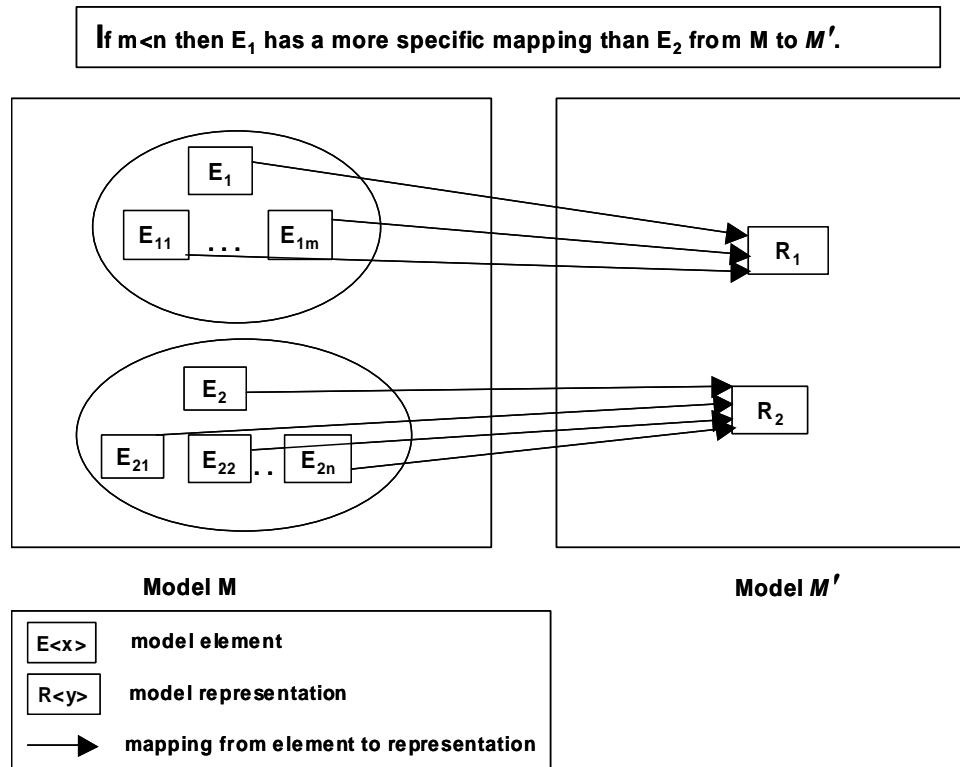 If m<n then E₁ has a more specific mapping than E₂ from M to M′.
E₁
E₁₁ ... E₁ₘ
R₁
E₂
R₂
E₂₁ E₂₂ .. E₂ₙ
Model M
Model M′
E<x> model element
R<y> model representation
mapping from element to representation